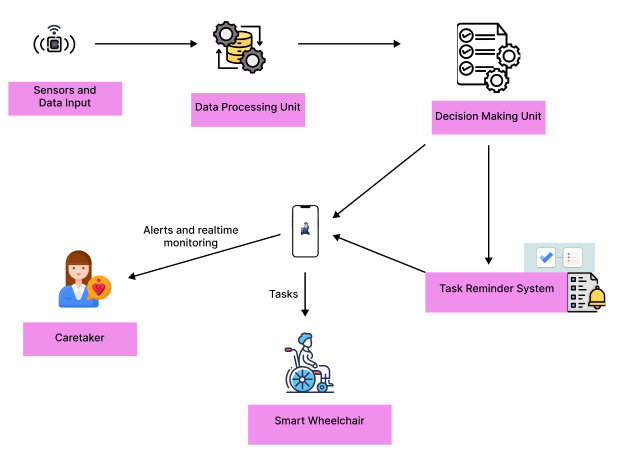 Sensors and
Data Input
Data Processing Unit
Decision Making Unit
Alerts and realtime
monitoring
Task Reminder System
Tasks
Caretaker
Smart Wheelchair